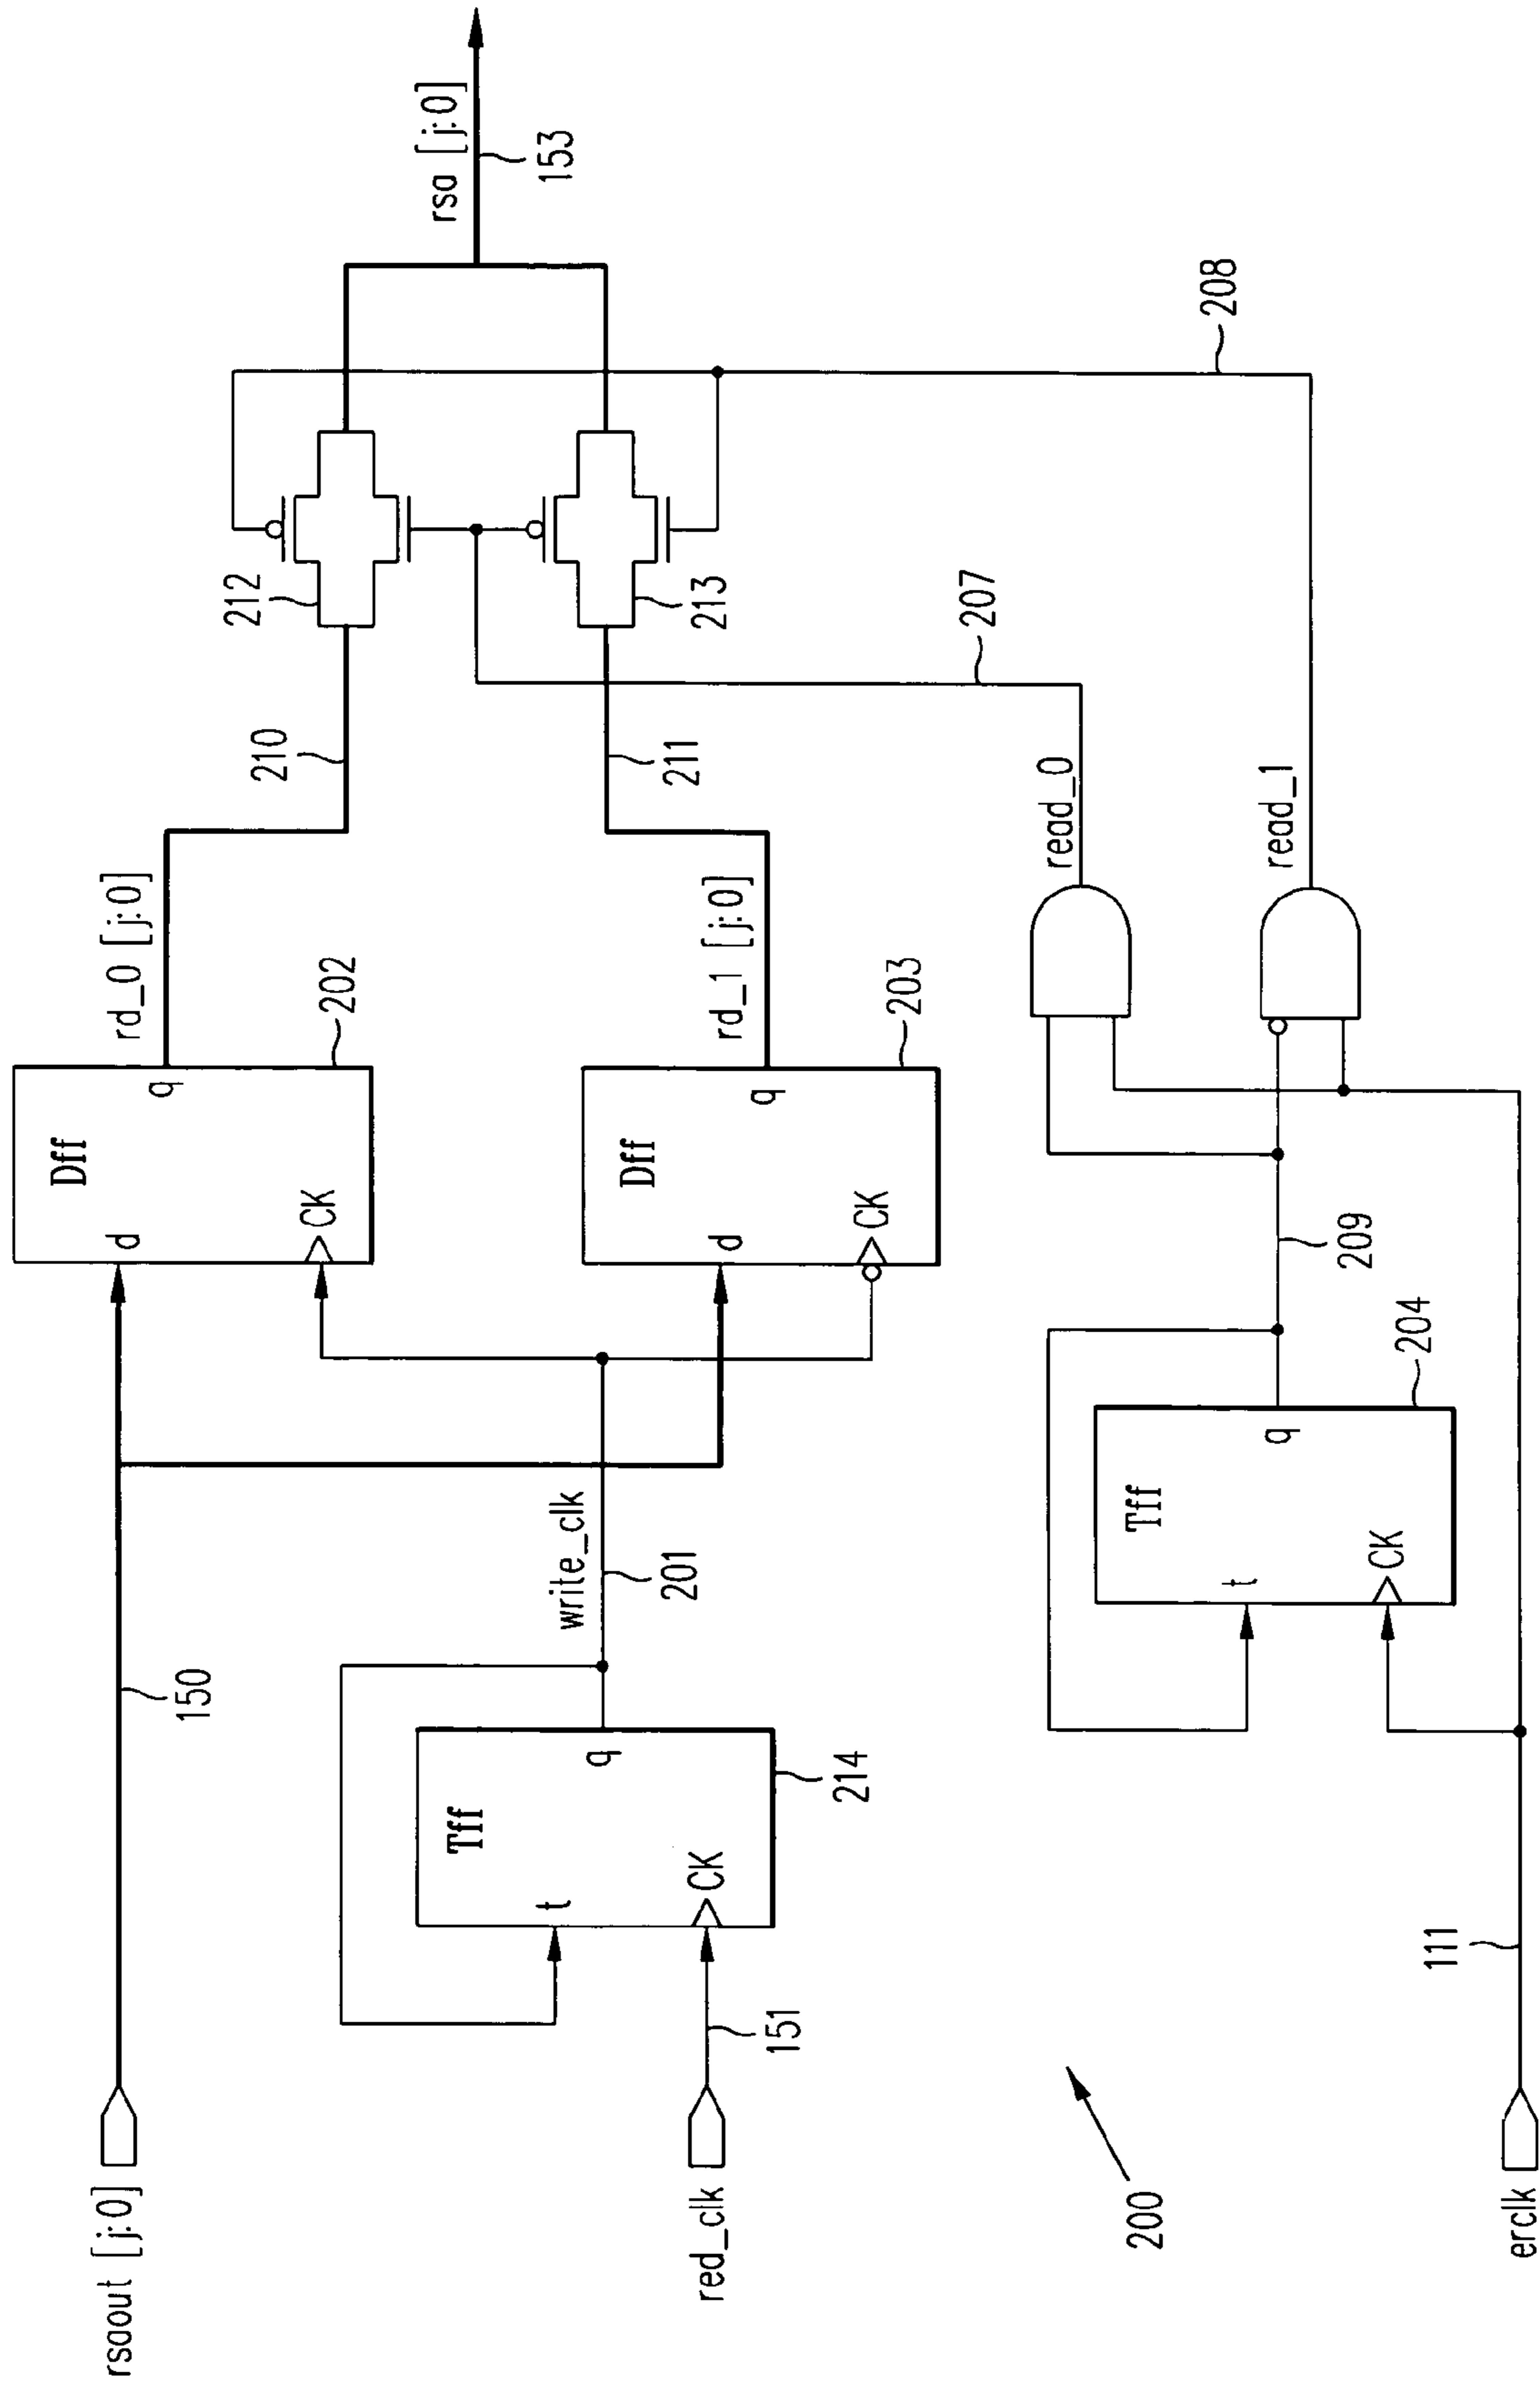 rsaout [j:0]
150
red_clk
151
Tff
t
q
CK
214
write_clk
201
Dff
d
q
CK
202
rd_0 [j:0]
210
Dff
d
q
CK
203
rd_1 [j:0]
211
212
213
rsa [j:0]
153
200
erclk
111
Tff
t
q
CK
204
209
read_0
207
read_1
208